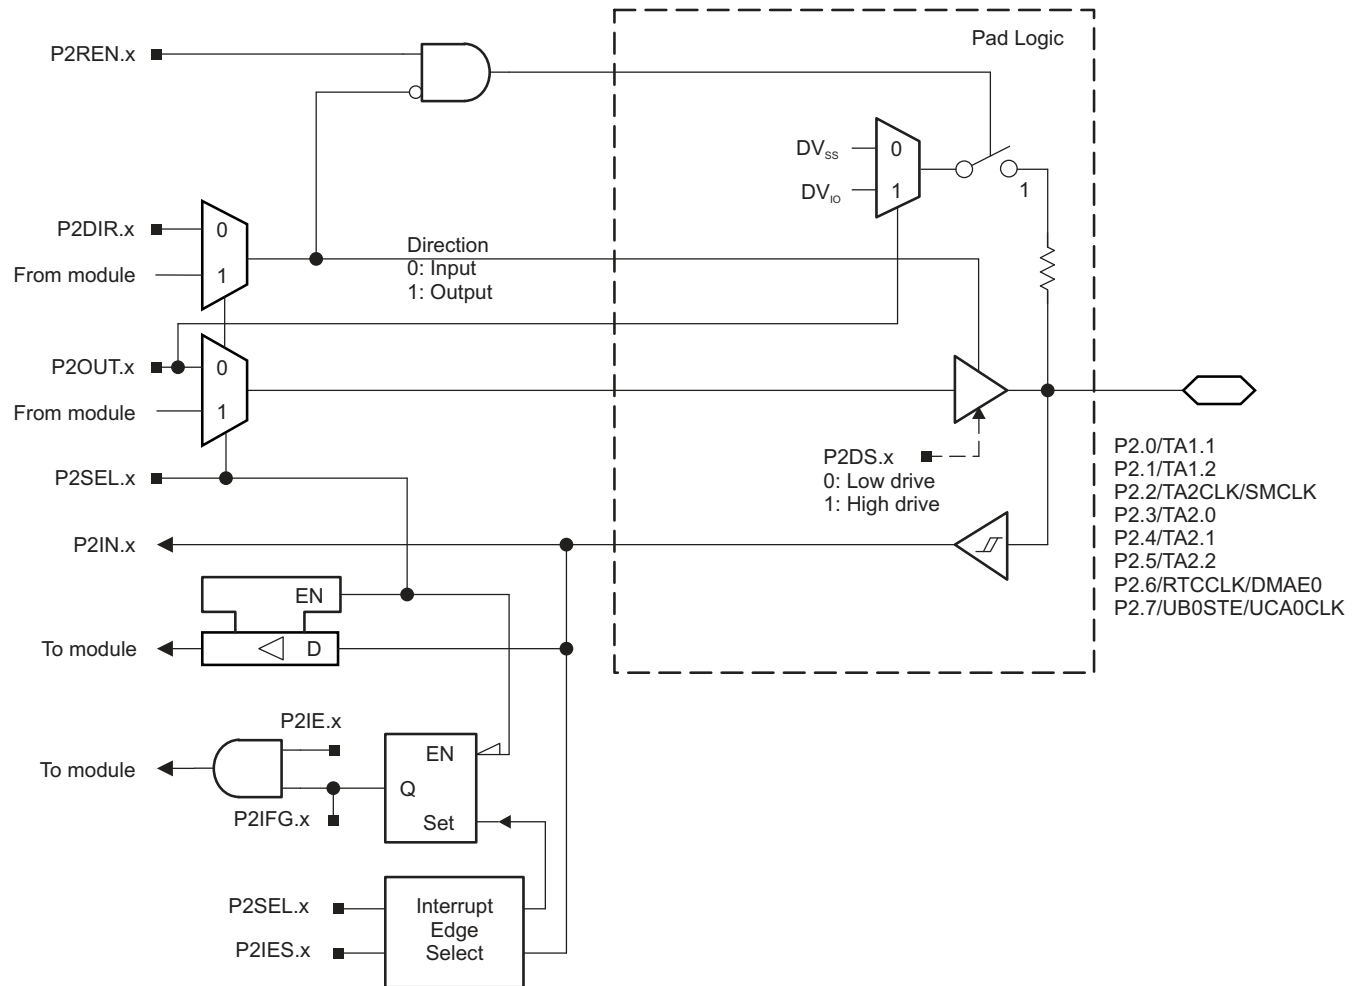 Pad Logic
P2REN.x
DVSS
0
DVIO
1
1
P2DIR.x
0
From module
1
Direction
0: Input
1: Output
P2OUT.x
0
From module
1
P2SEL.x
P2DS.x
0: Low drive
1: High drive
P2.0/TA1.1
P2.1/TA1.2
P2.2/TA2CLK/SMCLK
P2.3/TA2.0
P2.4/TA2.1
P2.5/TA2.2
P2.6/RTCCLK/DMAE0
P2.7/UB0STE/UCA0CLK
P2IN.x
EN
To module
D
P2IE.x
EN
To module
Q
P2IFG.x
Set
P2SEL.x
P2IES.x
Interrupt
Edge
Select